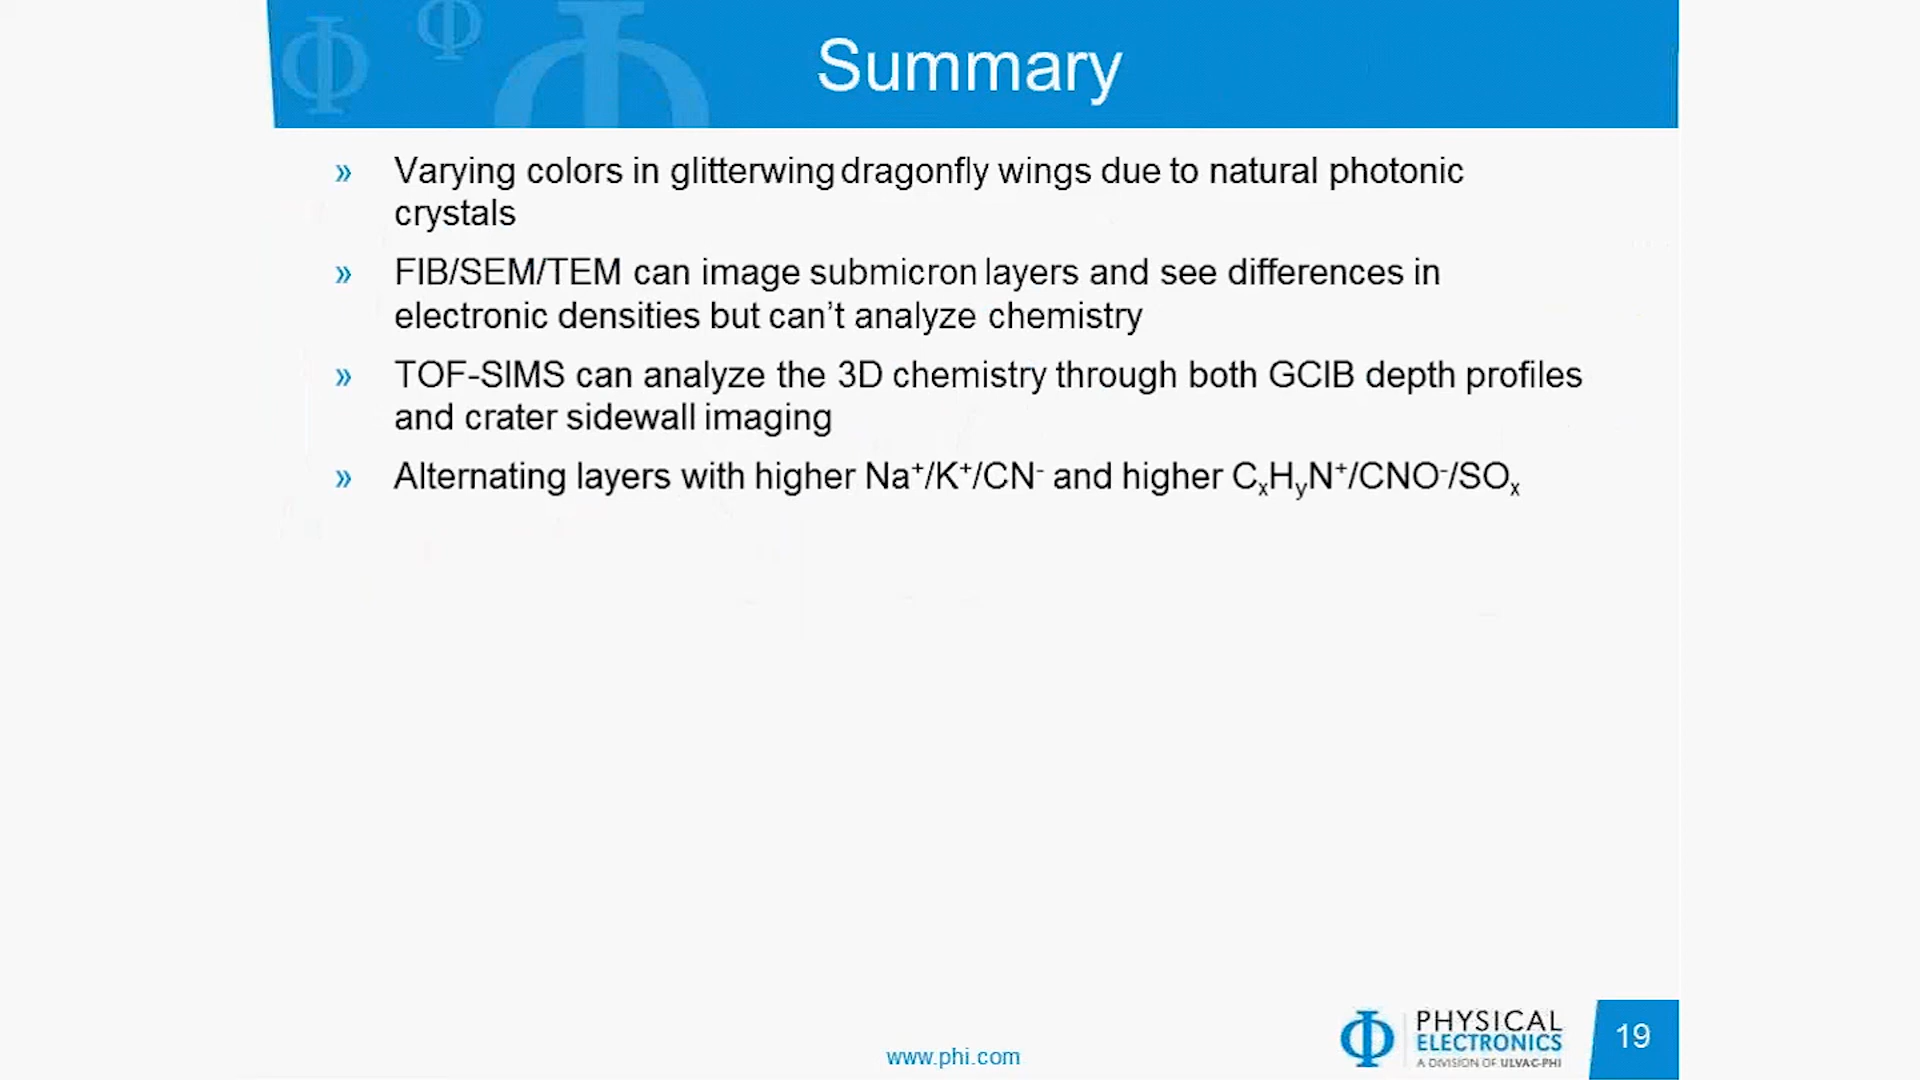 Summary
» Varying colors in glitterwing dragonfly wings due to natural photonic
crystals
» FIB/SEM/TEM can image submicron layers and see differences in
electronic densities but can’t analyze chemistry
» TOF-SIMS can analyze the 3D chemistry through both GCIB depth profiles
and crater sidewall imaging
» Alternating layers with higher Na⁺/K⁺/CN⁻ and higher CₓHᵧN⁺/CNO⁻/SOₓ
www.phi.com
PHYSICAL
ELECTRONICS
A DIVISION OF ULVAC-PHI
19